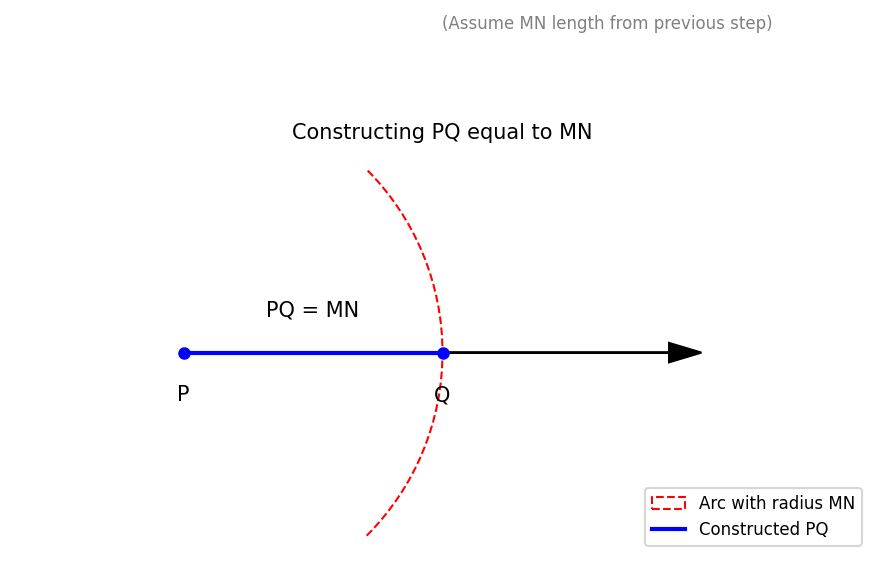 (Assume MN length from previous step)
Constructing PQ equal to MN
PQ = MN
P
Q
Arc with radius MN
Constructed PQ